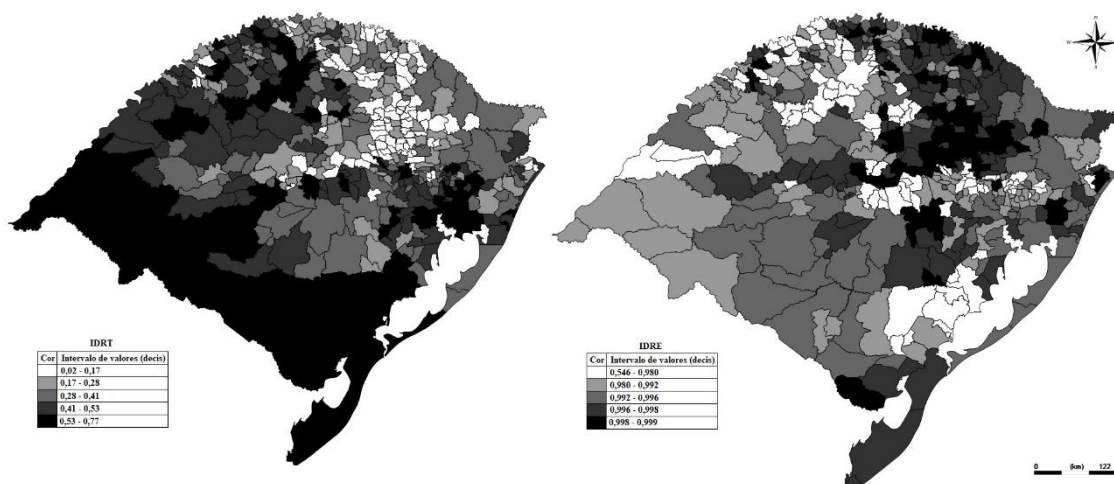 IDRT
Cor Intervalo de valores (decis)
0,02 - 0,17
0,17 - 0,28
0,28 - 0,41
0,41 - 0,53
0,53 - 0,77
IDRE
Cor Intervalo de valores (decis)
0,546 - 0,980
0,980 - 0,992
0,992 - 0,996
0,996 - 0,998
0,998 - 0,999
N
W
E
S
0 (km) 122